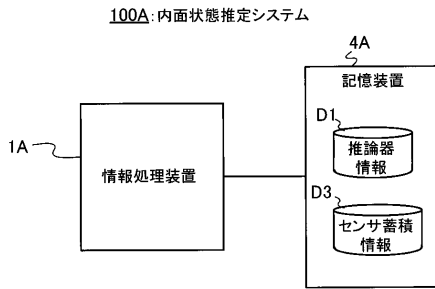 100A:内面状態推定システム
4A
記憶装置
D1
推論器
情報
1A
情報処理装置
D3
センサ蓄積
情報